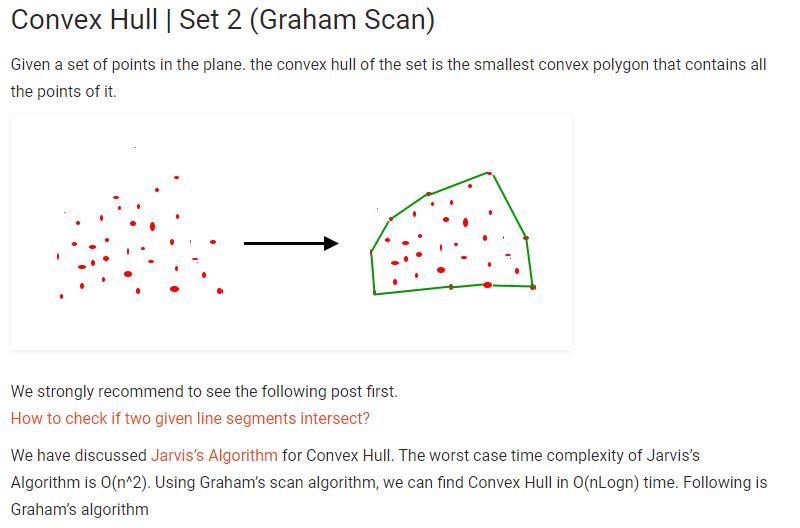 Convex Hull | Set 2 (Graham Scan)
Given a set of points in the plane. the convex hull of the set is the smallest convex polygon that contains all
the points of it.
We strongly recommend to see the following post first.
How to check if two given line segments intersect?
We have discussed Jarvis's Algorithm for Convex Hull. The worst case time complexity of Jarvis's
Algorithm is O(n^2). Using Graham's scan algorithm, we can find Convex Hull in O(nLogn) time. Following is
Graham's algorithm